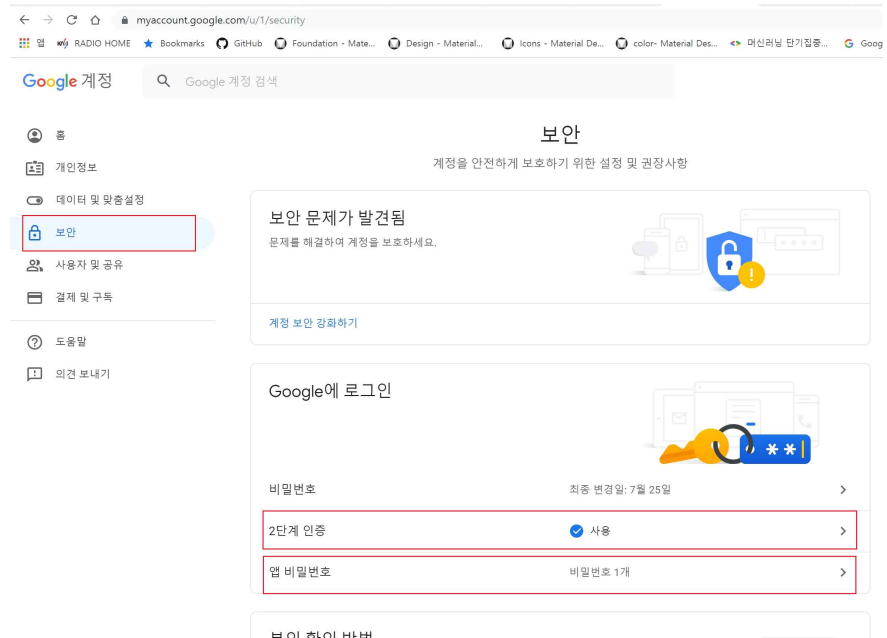 myaccount.google.com/u/1/security
앱 RADIO HOME Bookmarks GitHub Foundation - Mate... Design - Material... Icons - Material De... color- Material Des... 머신러닝 단기집중... Goog
Google 계정 Google 계정 검색
홈
개인정보
데이터 및 맞춤설정
보안
사용자 및 공유
결제 및 구독
도움말
의견 보내기
보안
계정을 안전하게 보호하기 위한 설정 및 권장사항
보안 문제가 발견됨
문제를 해결하여 계정을 보호하세요.
계정 보안 강화하기
Google에 로그인
비밀번호 최종 변경일: 7월 25일
2단계 인증 사용
앱 비밀번호 비밀번호 1개
본인 확인 방법